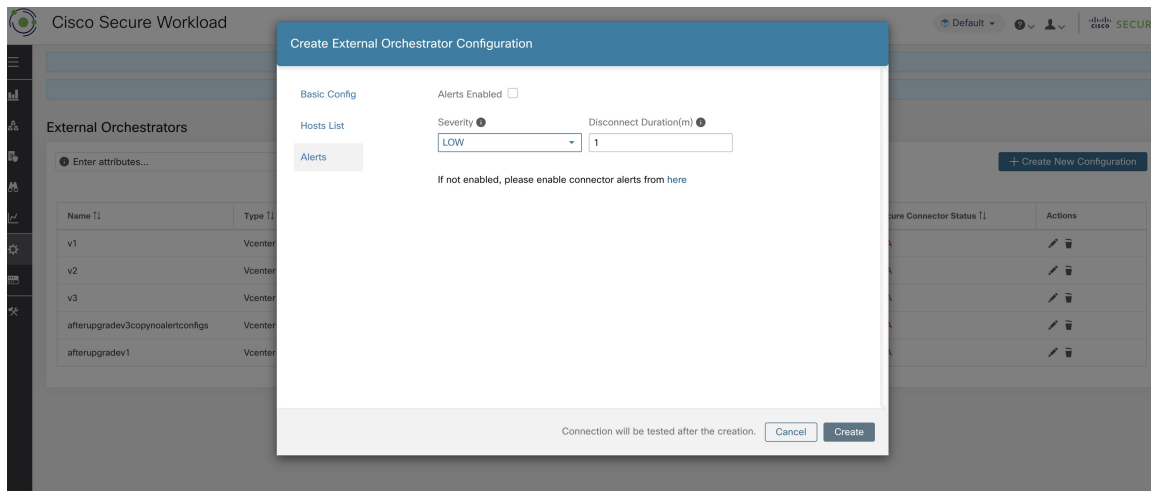 Cisco Secure Workload
Default
CISCO SECUR
Create External Orchestrator Configuration
Basic Config
Hosts List
Alerts
Alerts Enabled
Severity
Disconnect Duration(m)
LOW
1
If not enabled, please enable connector alerts from here
External Orchestrators
Enter attributes...
+ Create New Configuration
Name Type cure Connector Status Actions
v1 Vcenter
v2 Vcenter
v3 Vcenter
afterupgradev3copynoalertconfigs Vcenter
afterupgradev1 Vcenter
Connection will be tested after the creation. Cancel Create